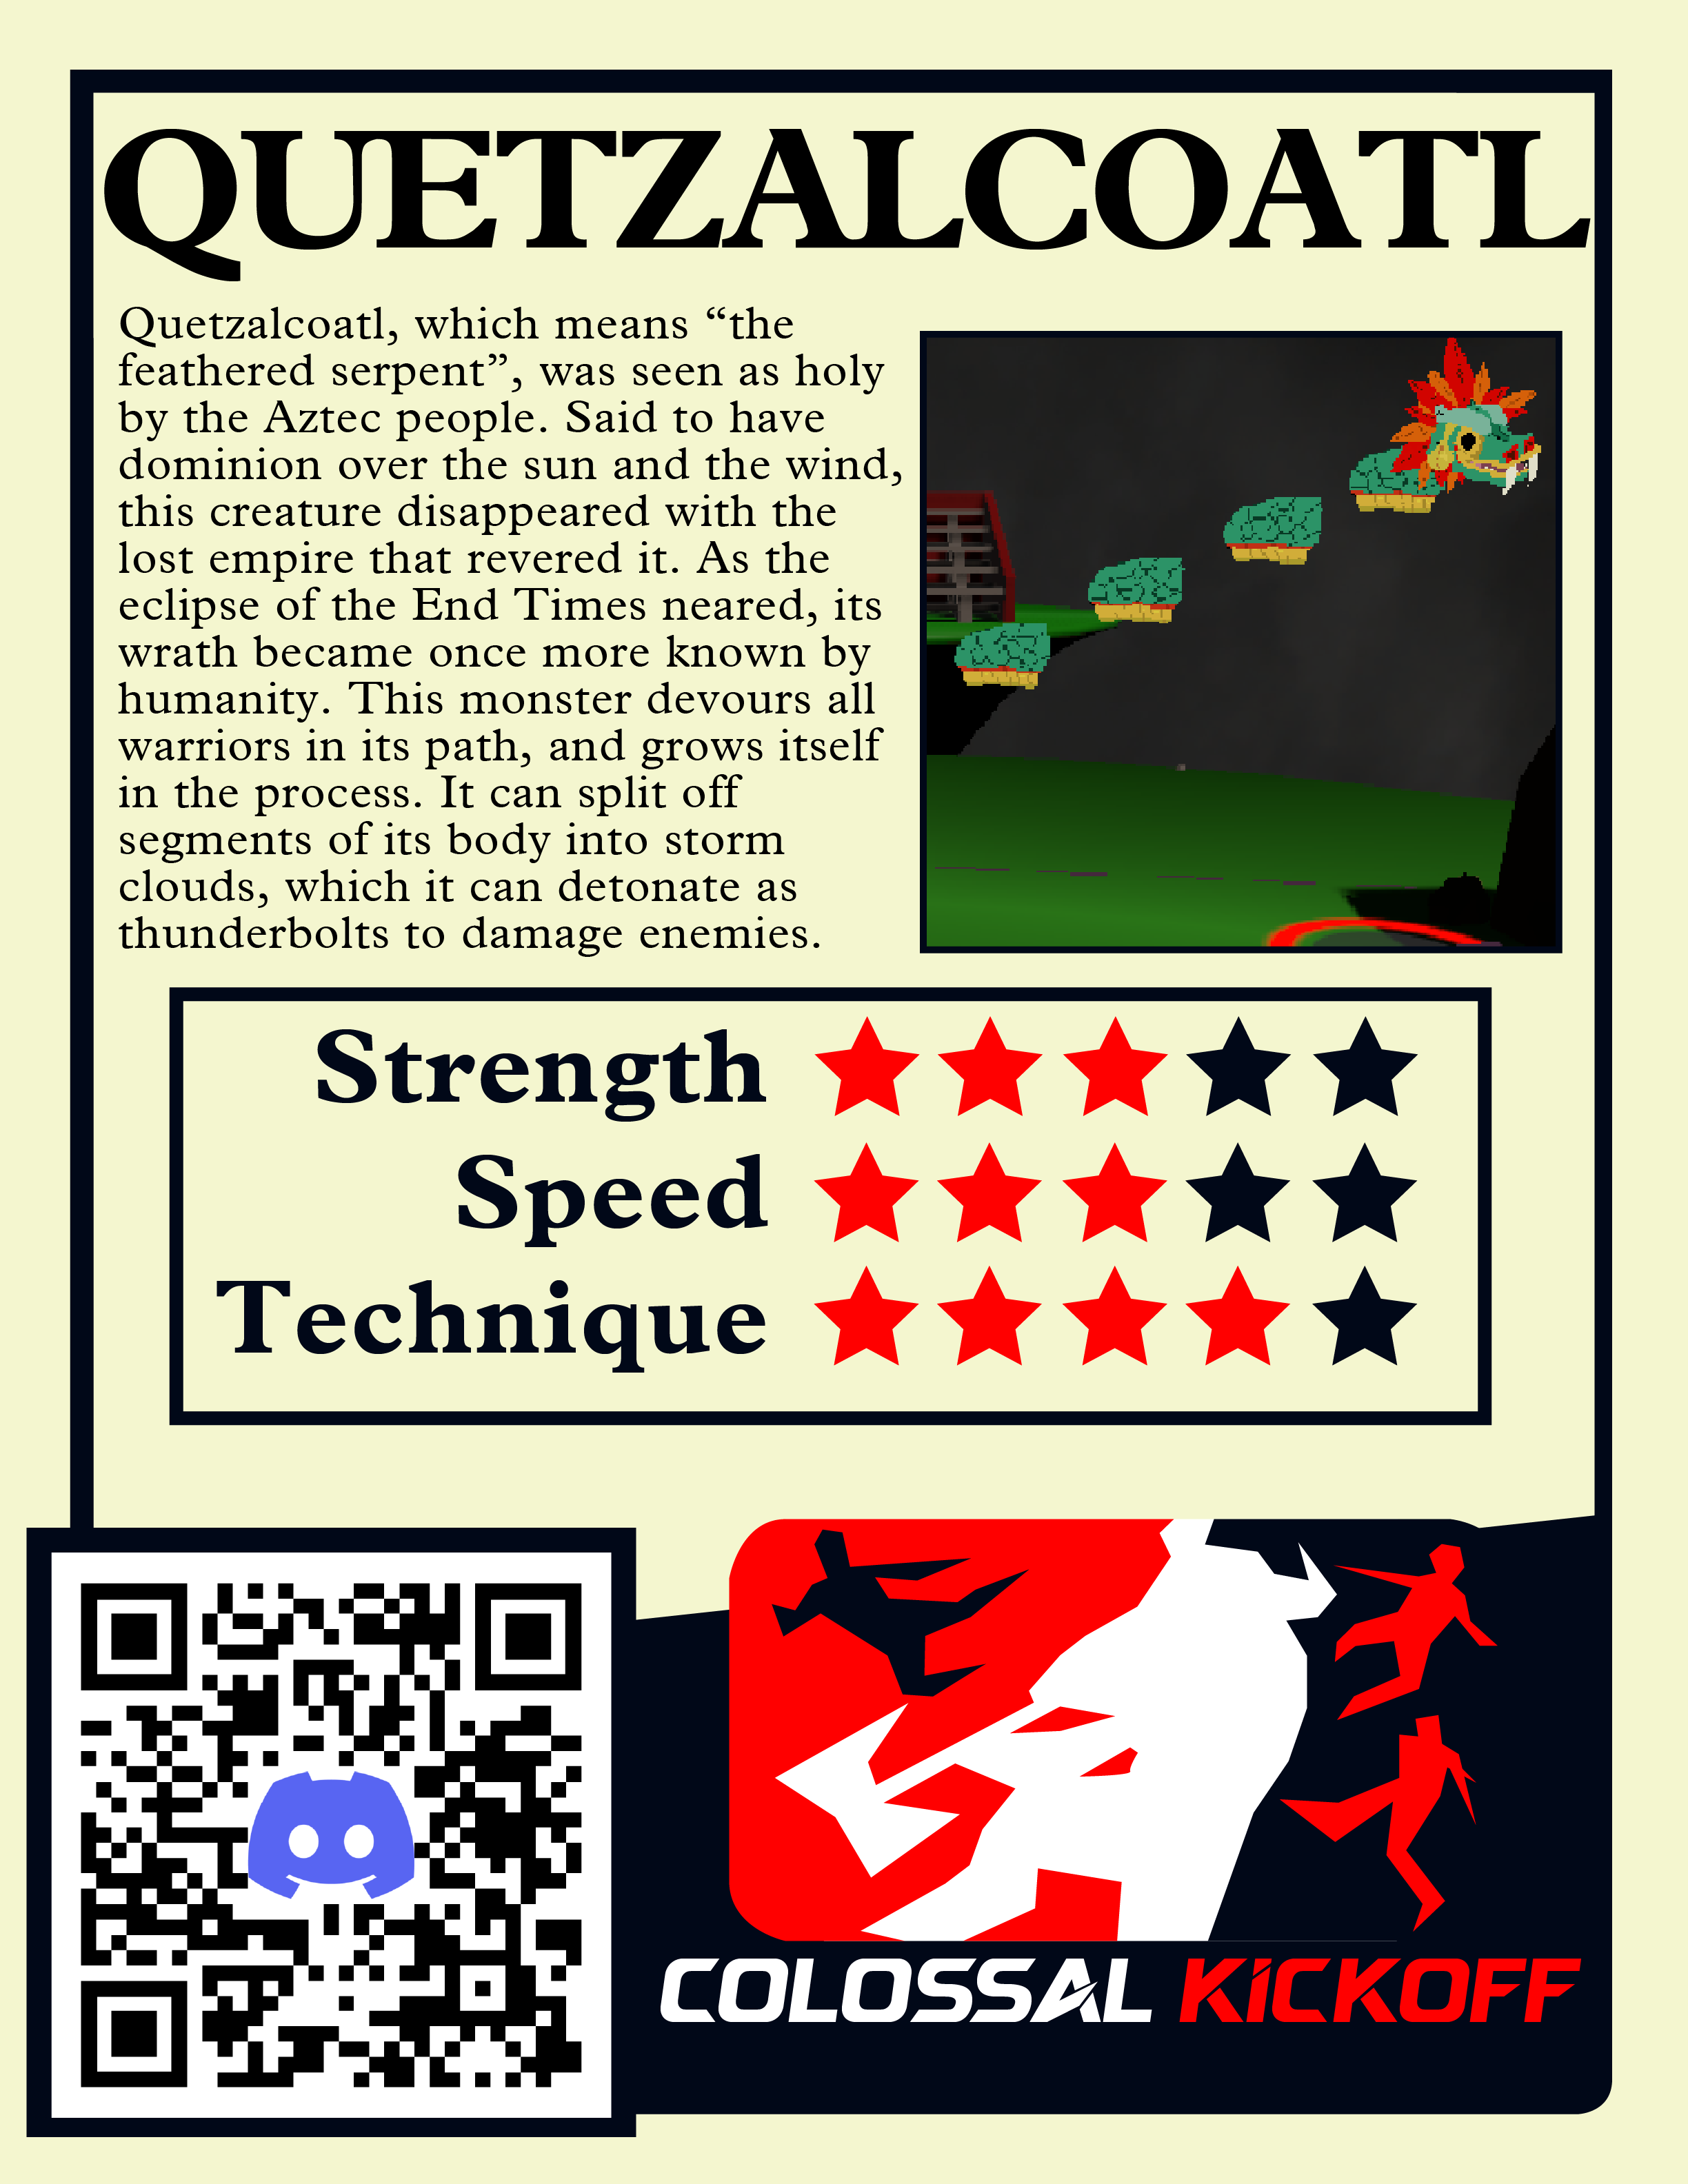 QUETZALCOATL
Quetzalcoatl, which means “the
feathered serpent”, was seen as holy
by the Aztec people. Said to have
dominion over the sun and the wind,
this creature disappeared with the
lost empire that revered it. As the
eclipse of the End Times neared, its
wrath became once more known by
humanity. This monster devours all
warriors in its path, and grows itself
in the process. It can split off
segments of its body into storm
clouds, which it can detonate as
thunderbolts to damage enemies.
Strength
Speed
Technique
COLOSSAL KICKOFF